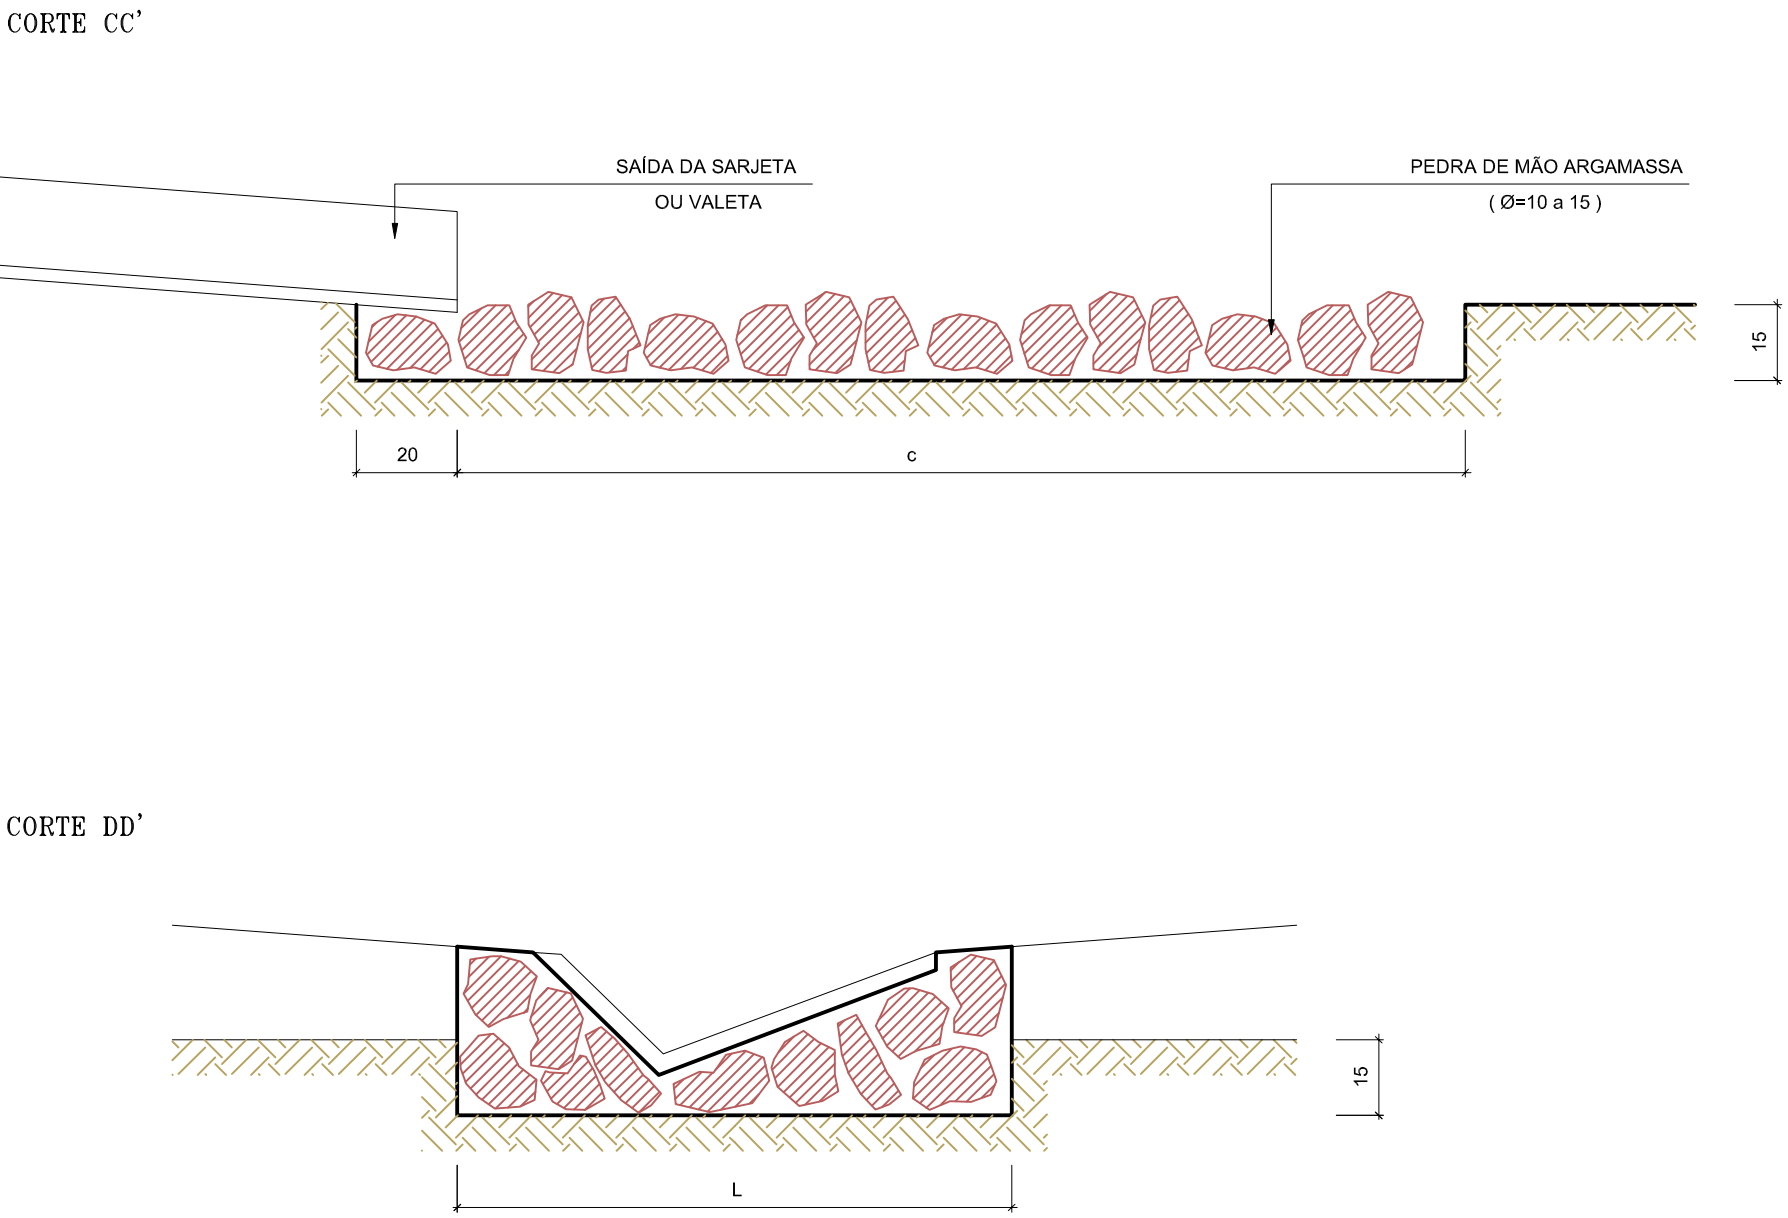 CORTE CC'
SAÍDA DA SARJETA
OU VALETA
PEDRA DE MÃO ARGAMASSA
( Ø=10 a 15 )
15
20
c
CORTE DD'
15
L